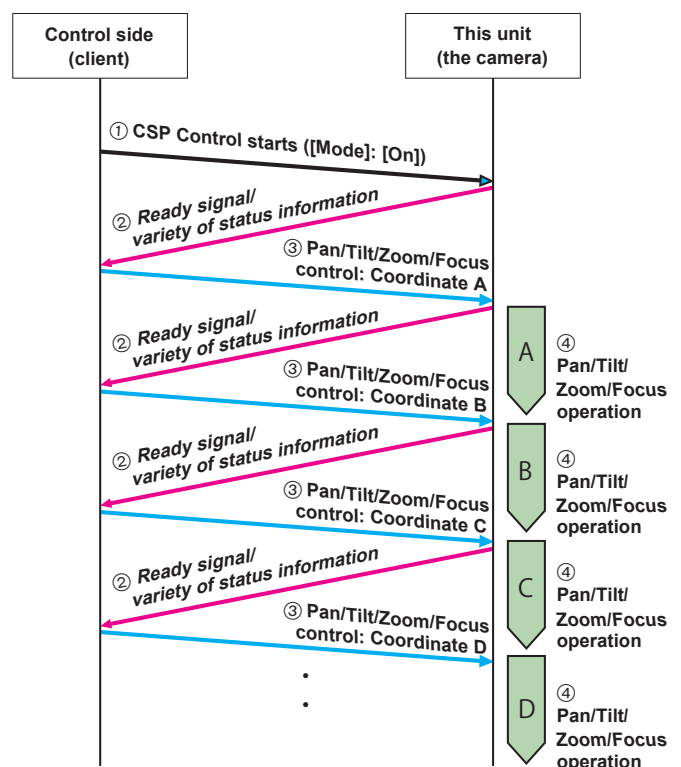 Control side
(client)
This unit
(the camera)
① CSP Control starts ([Mode]: [On])
② Ready signal/
variety of status information
③ Pan/Tilt/Zoom/Focus
control: Coordinate A
② Ready signal/
variety of status information
A
④
Pan/Tilt/
Zoom/Focus
operation
③ Pan/Tilt/Zoom/Focus
control: Coordinate B
② Ready signal/
variety of status information
B
④
Pan/Tilt/
Zoom/Focus
operation
③ Pan/Tilt/Zoom/Focus
control: Coordinate C
② Ready signal/
variety of status information
C
④
Pan/Tilt/
Zoom/Focus
operation
③ Pan/Tilt/Zoom/Focus
control: Coordinate D
D
④
Pan/Tilt/
Zoom/Focus
operation